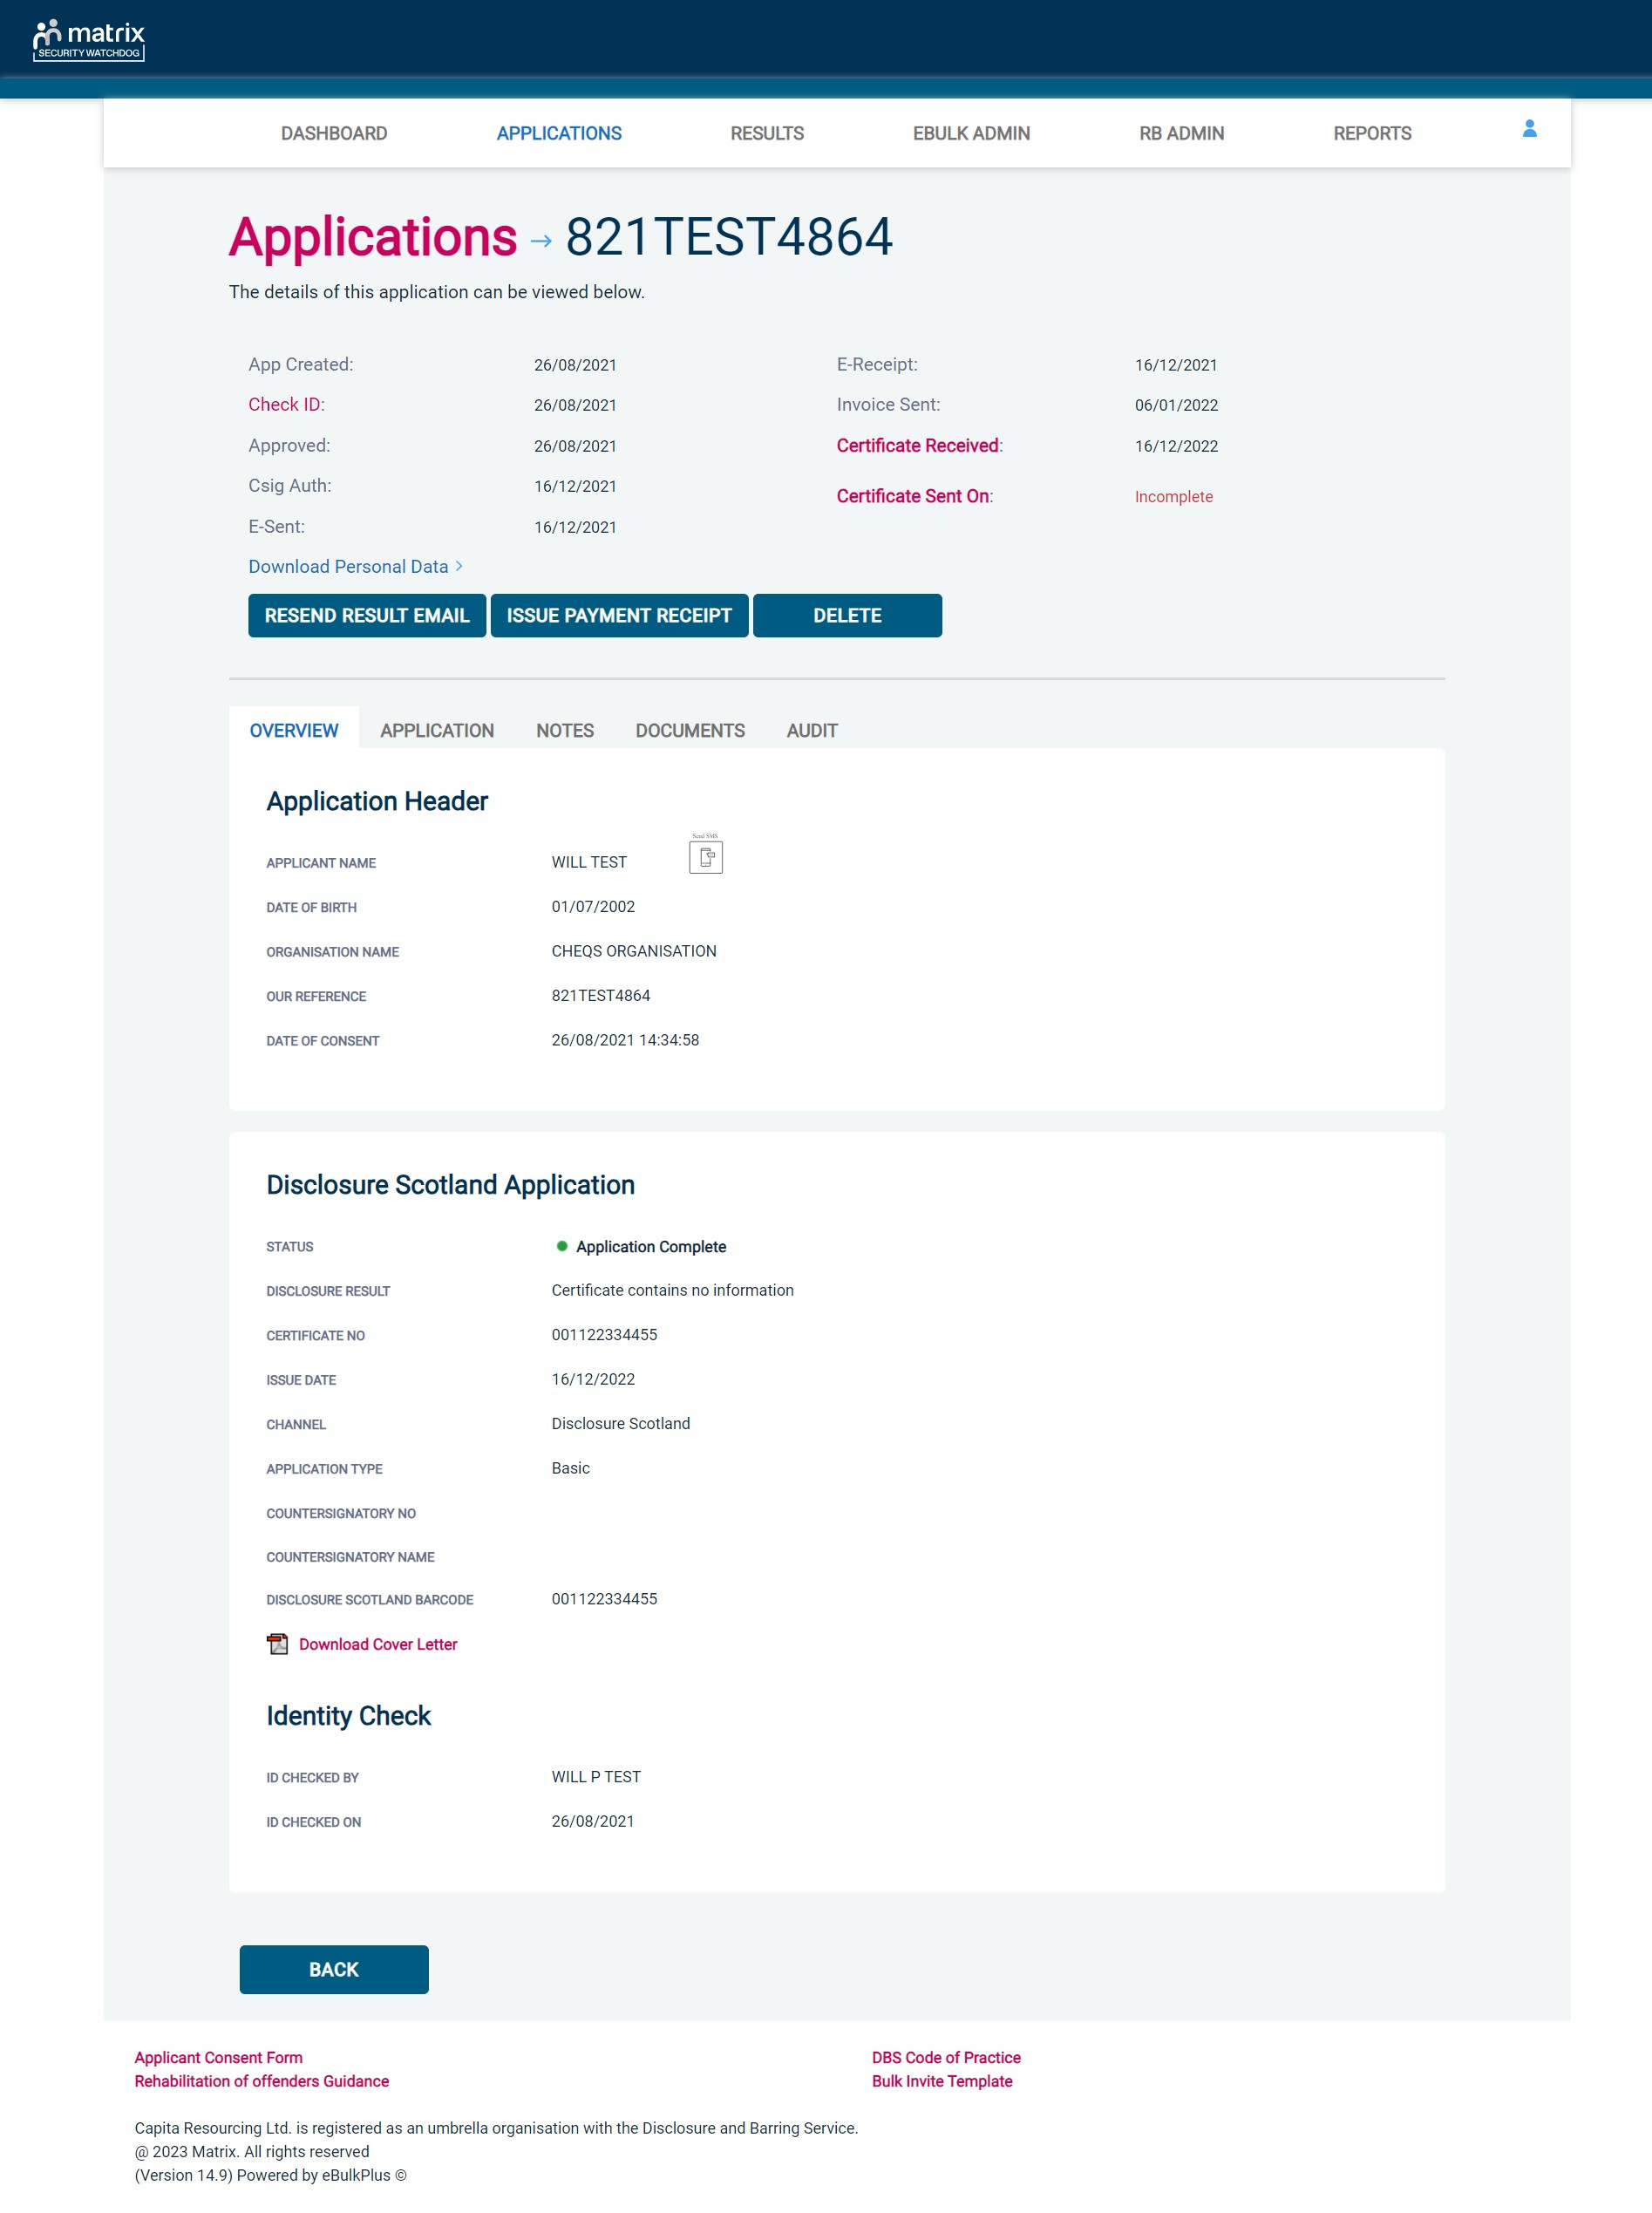 matrix
SECURITY WATCHDOG
DASHBOARD APPLICATIONS RESULTS EBULK ADMIN RB ADMIN REPORTS
Applications → 821TEST4864
The details of this application can be viewed below.
App Created: 26/08/2021 E-Receipt: 16/12/2021
Check ID: 26/08/2021 Invoice Sent: 06/01/2022
Approved: 26/08/2021 Certificate Received: 16/12/2022
Csig Auth: 16/12/2021 Certificate Sent On: Incomplete
E-Sent: 16/12/2021
Download Personal Data >
RESEND RESULT EMAIL ISSUE PAYMENT RECEIPT DELETE
OVERVIEW APPLICATION NOTES DOCUMENTS AUDIT
Application Header
Send SMS
APPLICANT NAME WILL TEST
DATE OF BIRTH 01/07/2002
ORGANISATION NAME CHEQS ORGANISATION
OUR REFERENCE 821TEST4864
DATE OF CONSENT 26/08/2021 14:34:58
Disclosure Scotland Application
STATUS Application Complete
DISCLOSURE RESULT Certificate contains no information
CERTIFICATE NO 001122334455
ISSUE DATE 16/12/2022
CHANNEL Disclosure Scotland
APPLICATION TYPE Basic
COUNTERSIGNATORY NO
COUNTERSIGNATORY NAME
DISCLOSURE SCOTLAND BARCODE 001122334455
Download Cover Letter
Identity Check
ID CHECKED BY WILL P TEST
ID CHECKED ON 26/08/2021
BACK
Applicant Consent Form DBS Code of Practice
Rehabilitation of offenders Guidance Bulk Invite Template
Capita Resourcing Ltd. is registered as an umbrella organisation with the Disclosure and Barring Service.
@ 2023 Matrix. All rights reserved
(Version 14.9) Powered by eBulkPlus ©